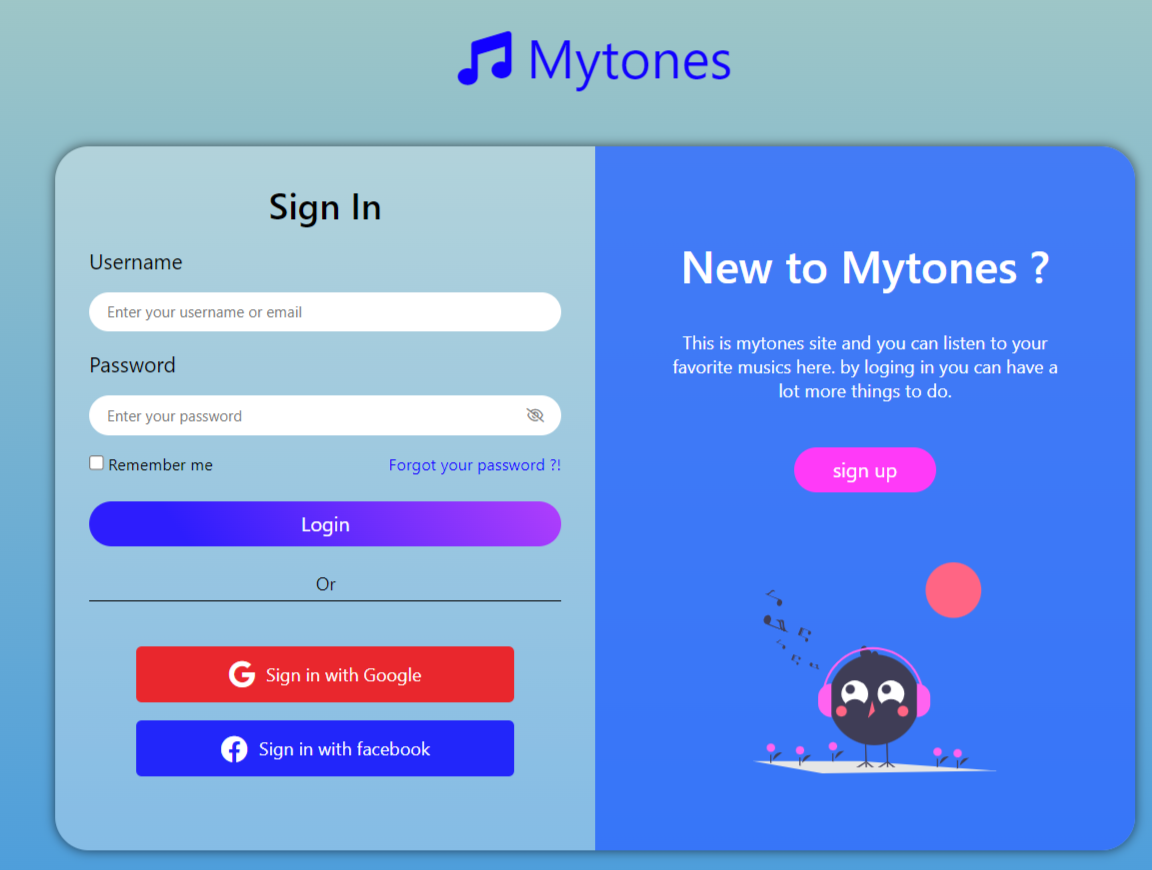 Mytones
Sign In
Username
Enter your username or email
Password
Enter your password
Remember me
Forgot your password ?!
Login
Or
Sign in with Google
Sign in with facebook
New to Mytones ?
This is mytones site and you can listen to your
favorite musics here. by loging in you can have a
lot more things to do.
sign up